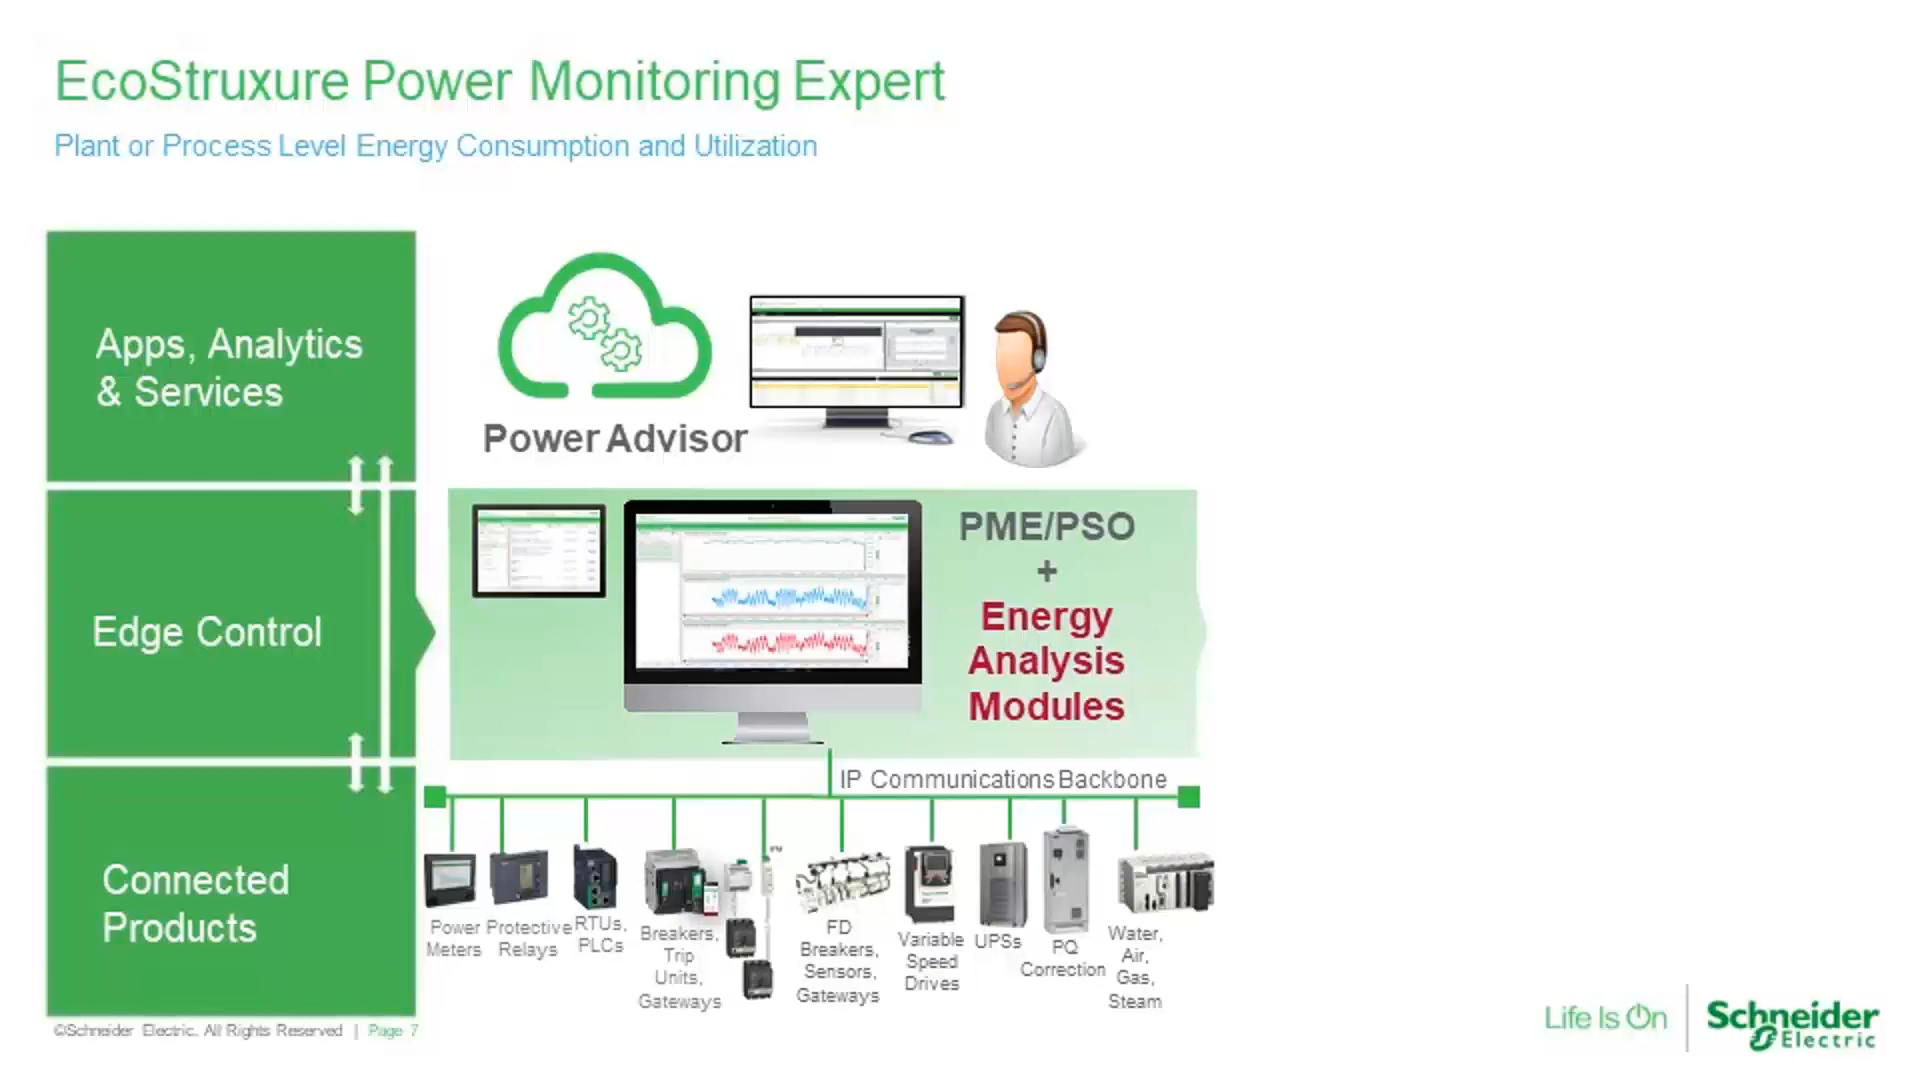 EcoStruxure Power Monitoring Expert
Plant or Process Level Energy Consumption and Utilization
Apps, Analytics
& Services
Power Advisor
Edge Control
PME/PSO
+
Energy
Analysis
Modules
IP Communications Backbone
Connected
Products
Power
Meters
Protective
Relays
RTUs,
PLCs
Breakers,
Trip
Units,
Gateways
FD
Breakers,
Sensors,
Gateways
Variable
Speed
Drives
UPSs
PQ
Correction
Water,
Air,
Gas,
Steam
©Schneider Electric. All Rights Reserved | Page 7
Life Is On
Schneider
Electric